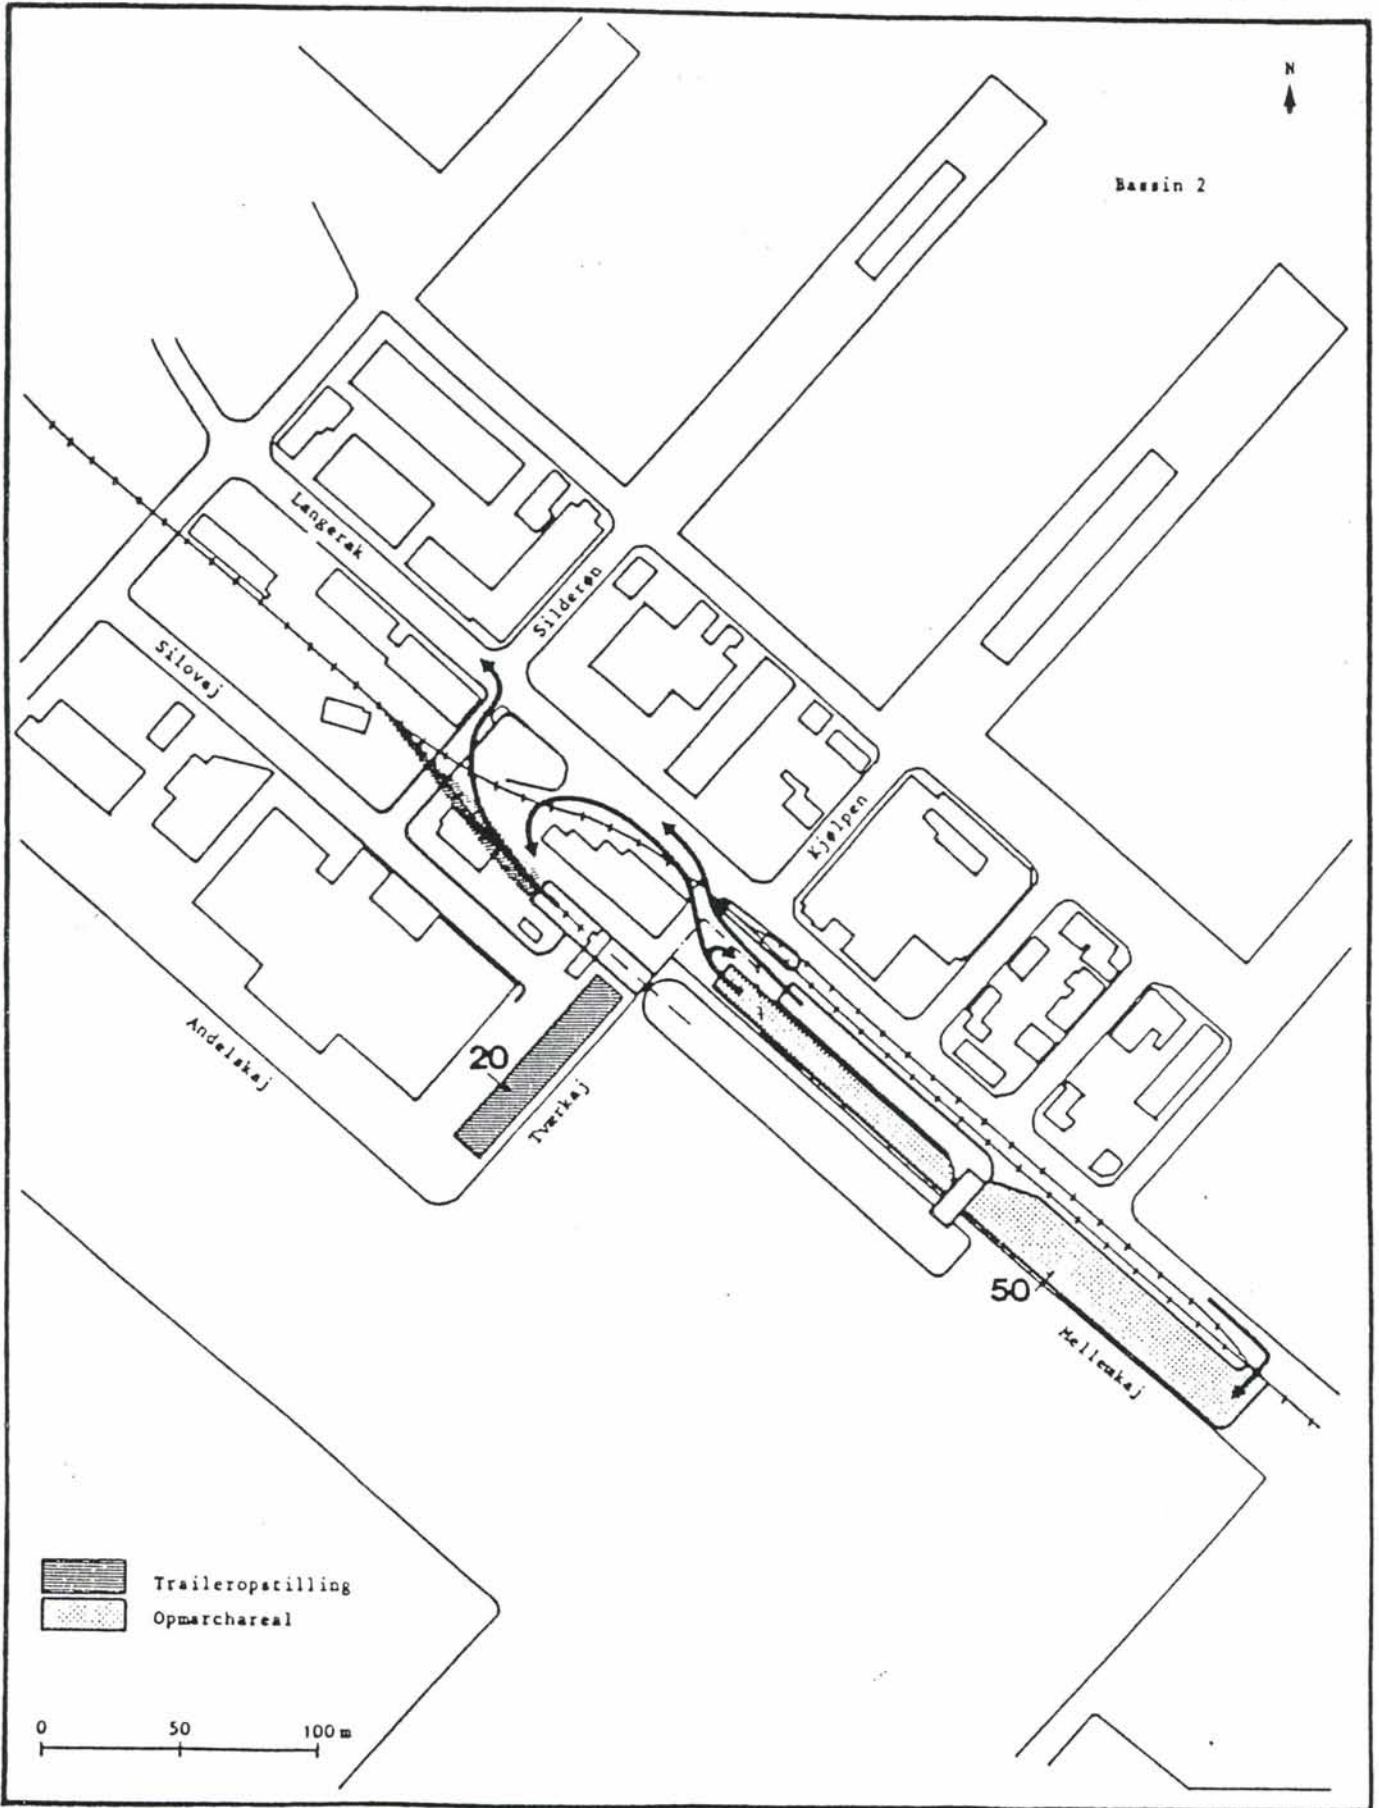 N
Bassin 2
Langerak
Silderøn
Silovej
Kjølpen
Andelskaj
20
Tværkaj
50
Mellemkaj
Traileropstilling
Opmarchareal
0 50 100 m